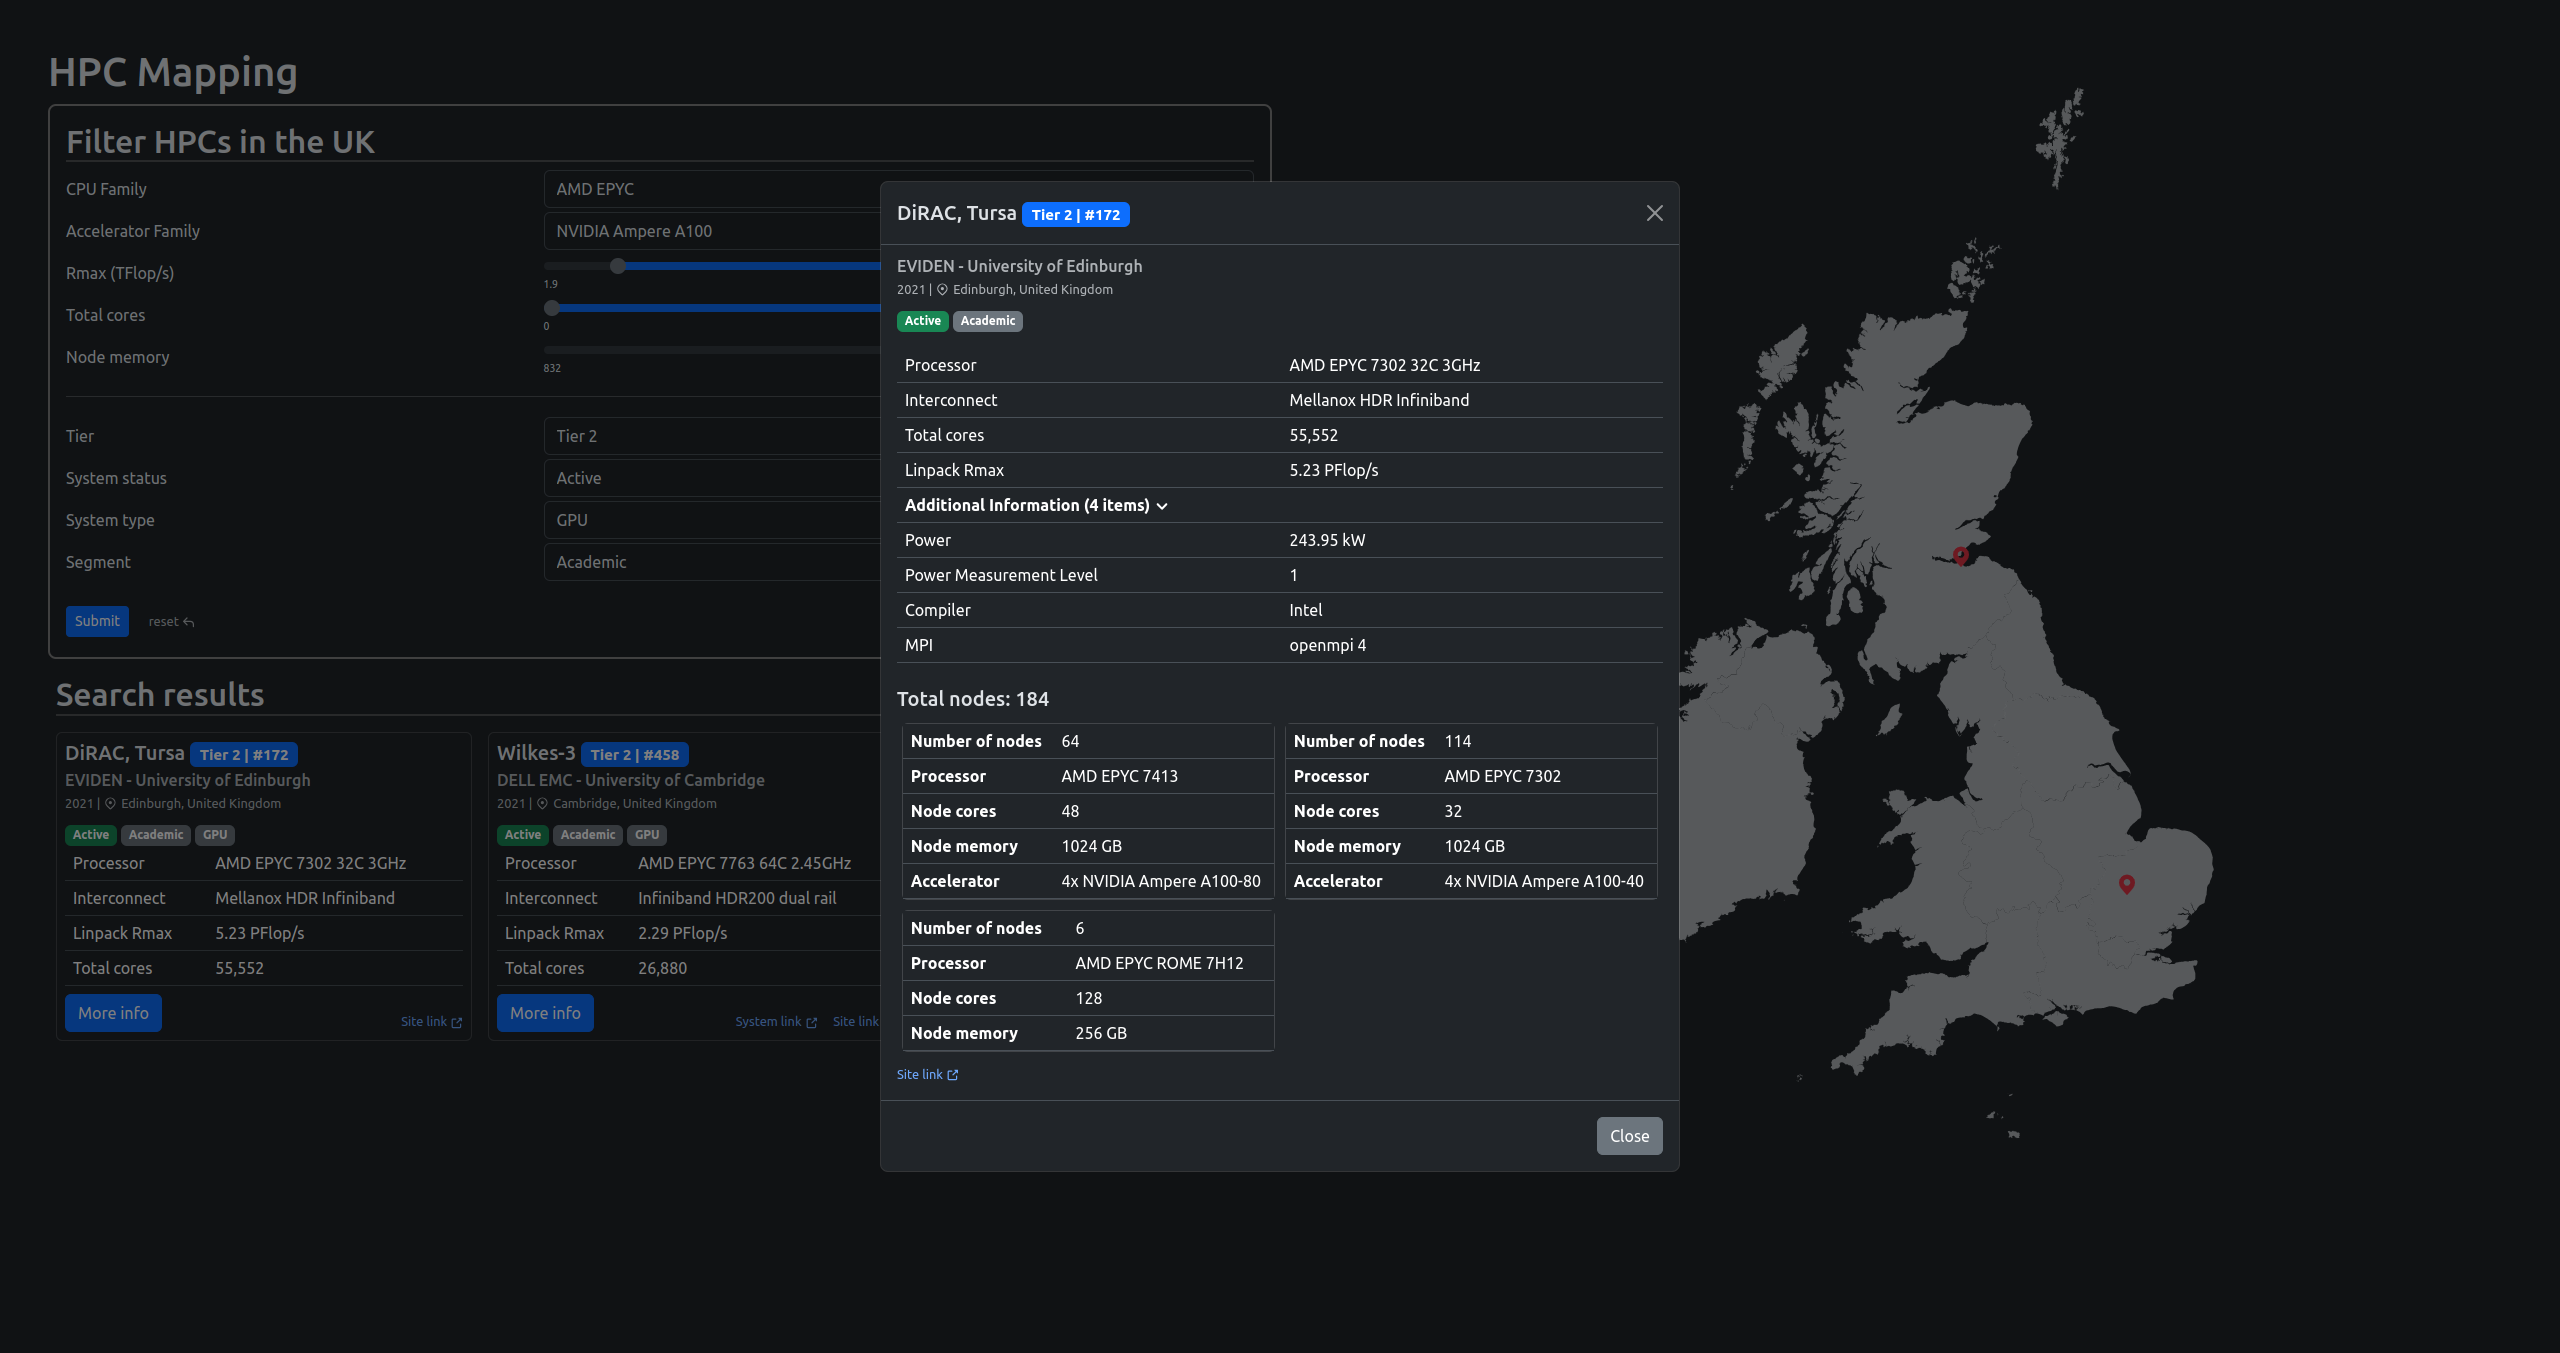 HPC Mapping
Filter HPCs in the UK
CPU Family AMD EPYC
Accelerator Family NVIDIA Ampere A100
Rmax (TFlop/s)
1.9
Total cores
0
Node memory
832
Tier Tier 2
System status Active
System type GPU
Segment Academic
Submit reset
Search results
DiRAC, Tursa Tier 2 | #172
EVIDEN - University of Edinburgh
2021 | Edinburgh, United Kingdom
Active Academic GPU
Processor AMD EPYC 7302 32C 3GHz
Interconnect Mellanox HDR Infiniband
Linpack Rmax 5.23 PFlop/s
Total cores 55,552
More info Site link
Wilkes-3 Tier 2 | #458
DELL EMC - University of Cambridge
2021 | Cambridge, United Kingdom
Active Academic GPU
Processor AMD EPYC 7763 64C 2.45GHz
Interconnect Infiniband HDR200 dual rail
Linpack Rmax 2.29 PFlop/s
Total cores 26,880
More info System link Site link
DiRAC, Tursa Tier 2 | #172
EVIDEN - University of Edinburgh
2021 | Edinburgh, United Kingdom
Active Academic
Processor AMD EPYC 7302 32C 3GHz
Interconnect Mellanox HDR Infiniband
Total cores 55,552
Linpack Rmax 5.23 PFlop/s
Additional Information (4 items)
Power 243.95 kW
Power Measurement Level 1
Compiler Intel
MPI openmpi 4
Total nodes: 184
Number of nodes 64
Processor AMD EPYC 7413
Node cores 48
Node memory 1024 GB
Accelerator 4x NVIDIA Ampere A100-80
Number of nodes 114
Processor AMD EPYC 7302
Node cores 32
Node memory 1024 GB
Accelerator 4x NVIDIA Ampere A100-40
Number of nodes 6
Processor AMD EPYC ROME 7H12
Node cores 128
Node memory 256 GB
Site link
Close